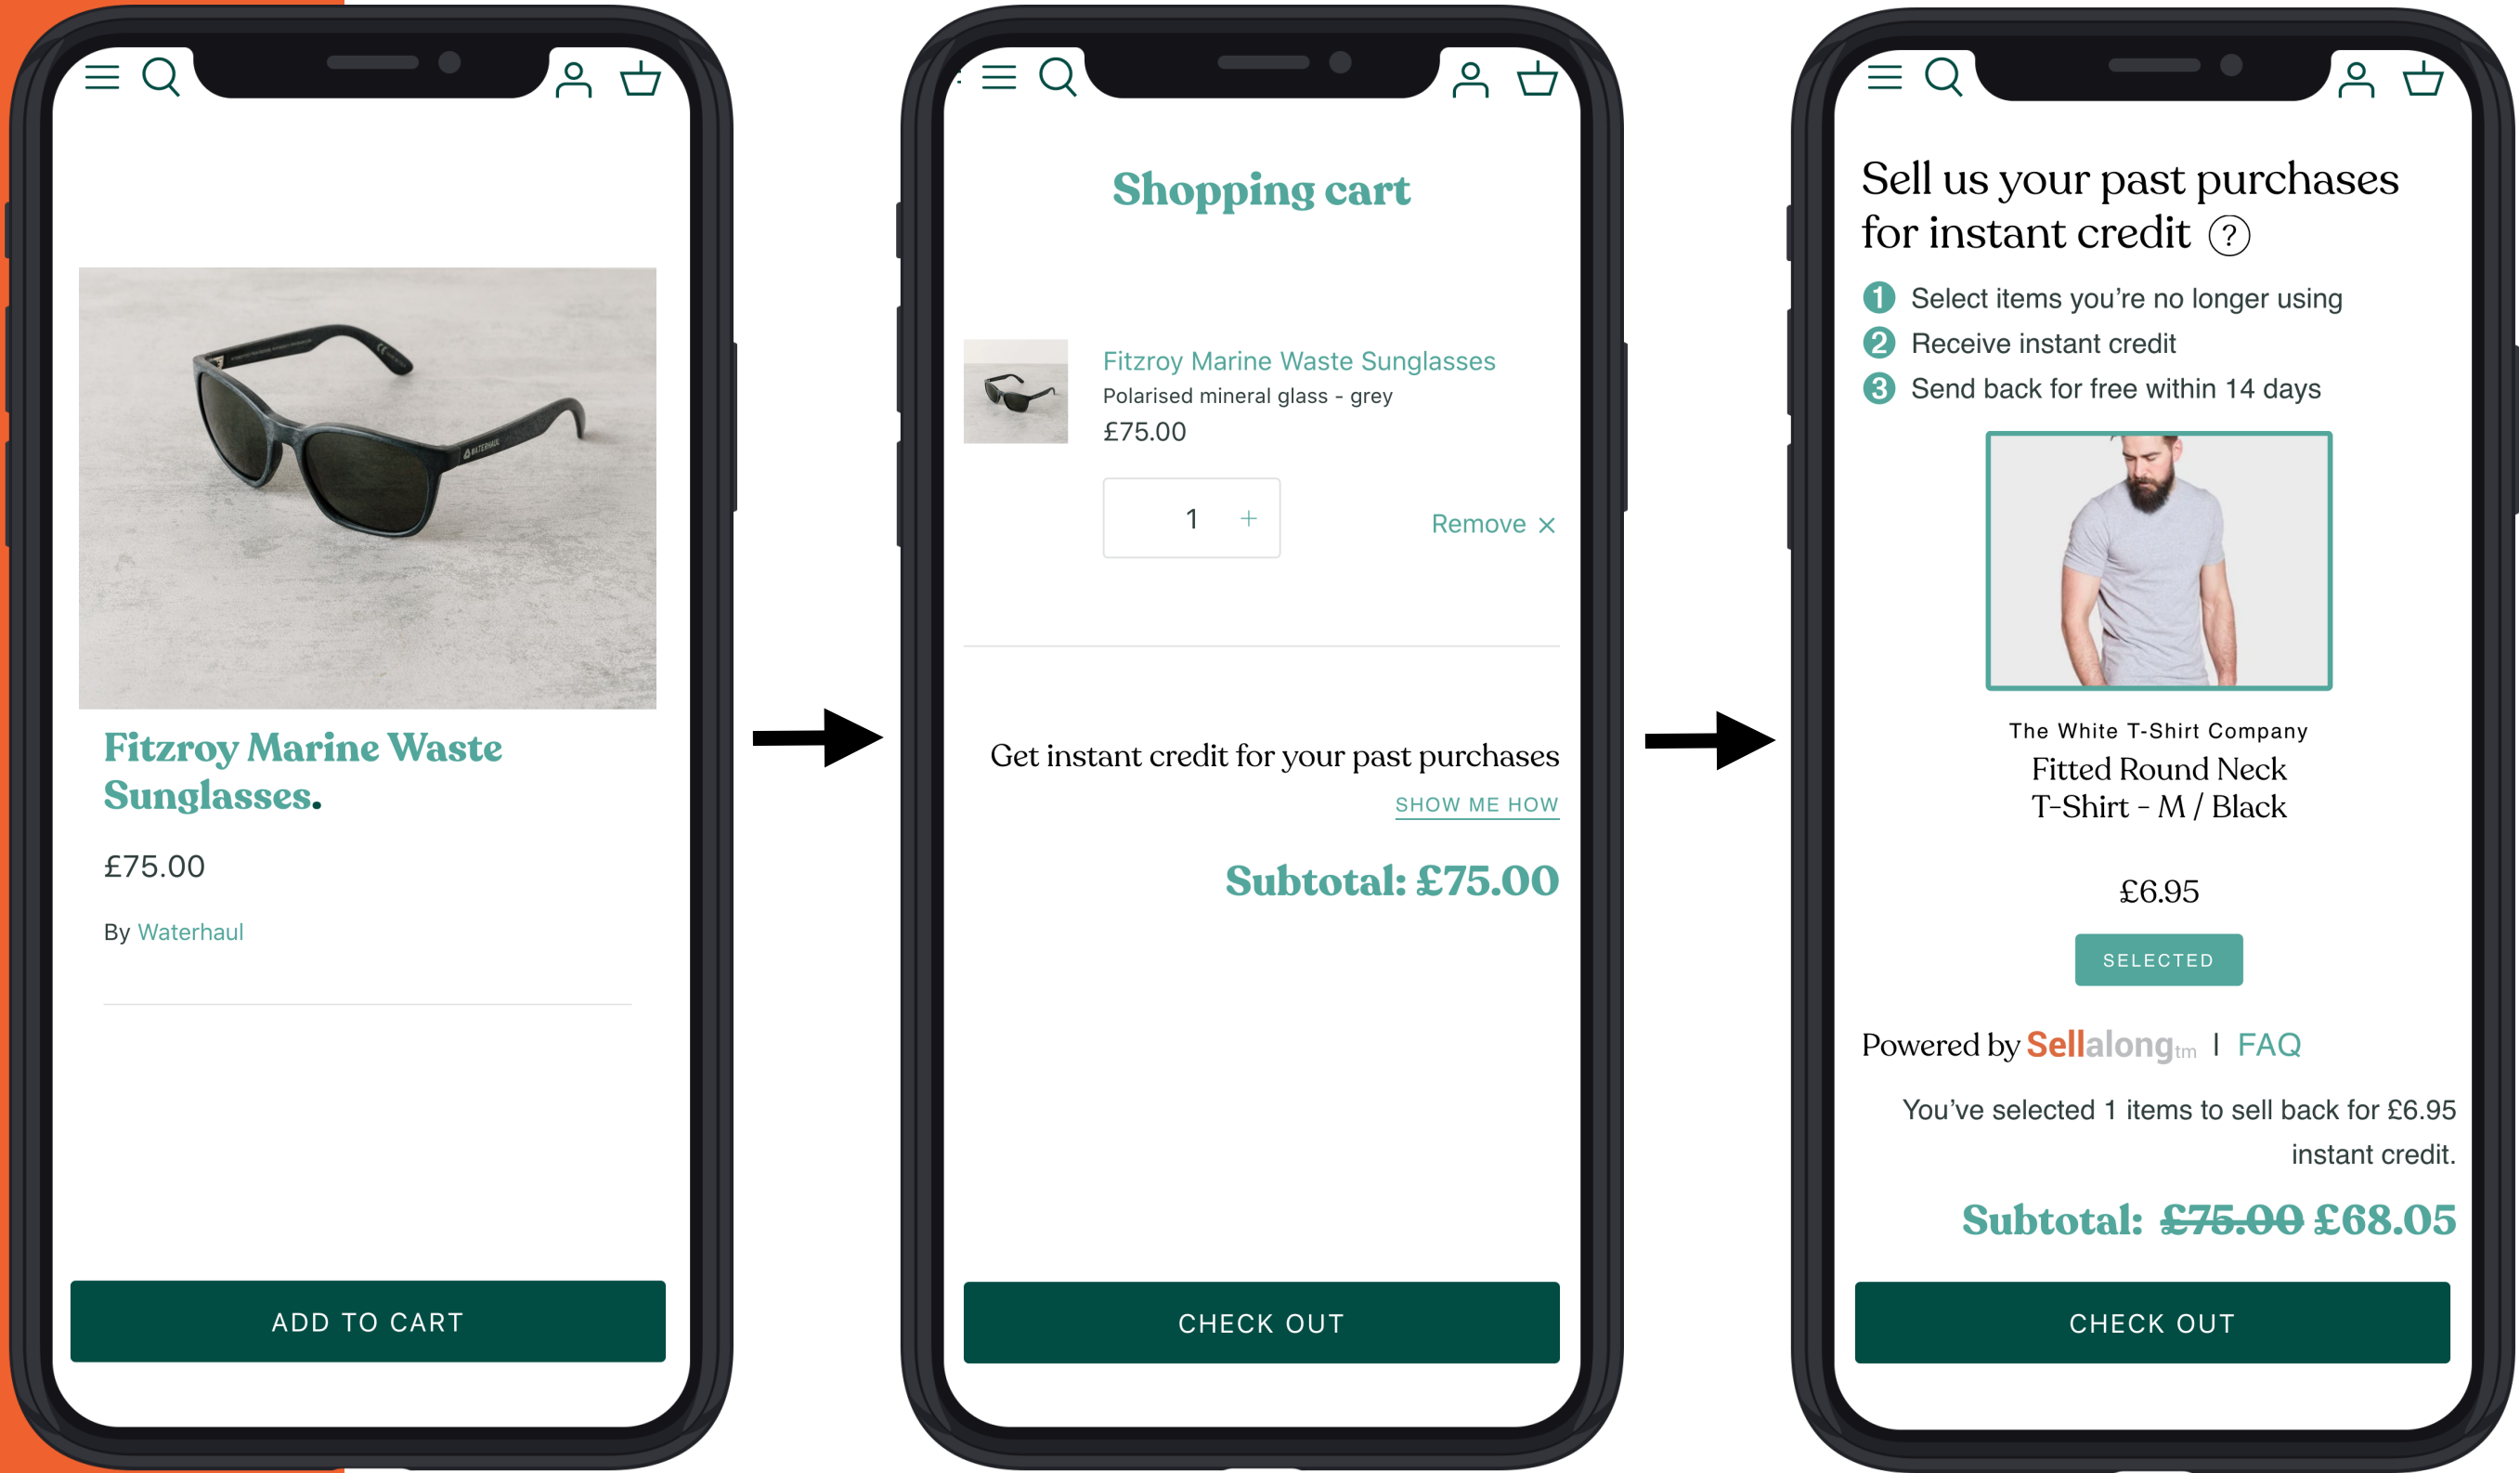 WATERHAUL
Fitzroy Marine Waste
Sunglasses.
£75.00
By Waterhaul
ADD TO CART
Shopping cart
Fitzroy Marine Waste Sunglasses
Polarised mineral glass - grey
£75.00
1 +
Remove ×
Get instant credit for your past purchases
SHOW ME HOW
Subtotal: £75.00
CHECK OUT
Sell us your past purchases
for instant credit ?
1 Select items you're no longer using
2 Receive instant credit
3 Send back for free within 14 days
The White T-Shirt Company
Fitted Round Neck
T-Shirt - M / Black
£6.95
SELECTED
Powered by Sellalong tm | FAQ
You've selected 1 items to sell back for £6.95
instant credit.
Subtotal: £75.00 £68.05
CHECK OUT